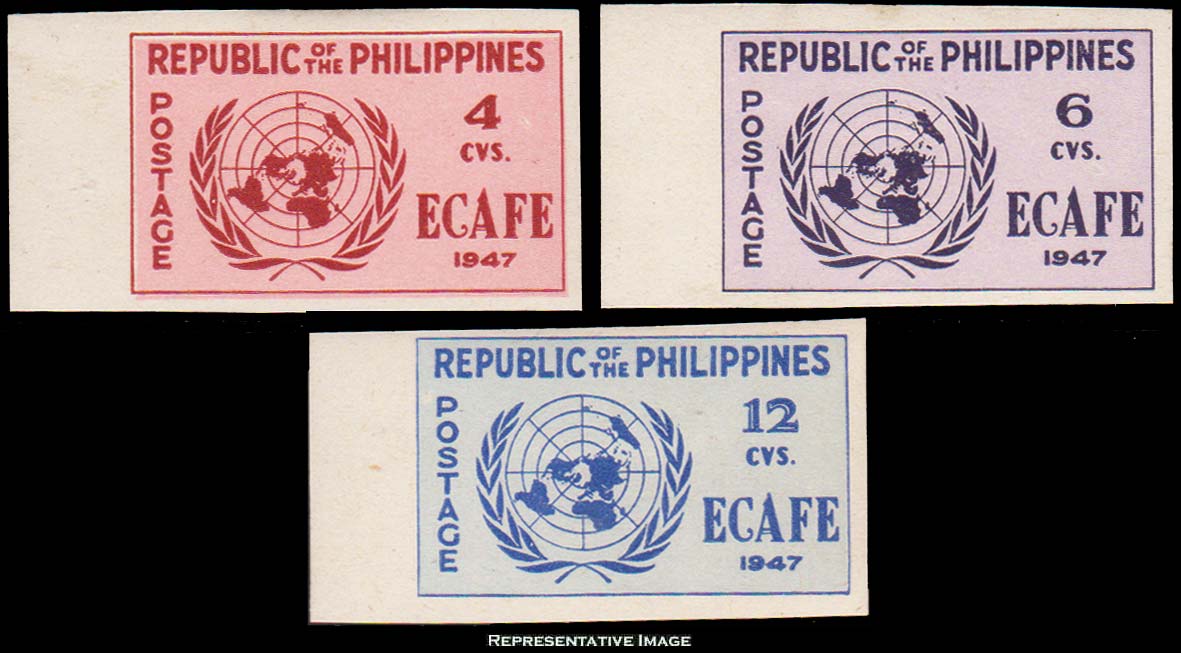 REPUBLIC OF THE PHILIPPINES
POSTAGE
4
CVS.
ECAFE
1947
REPUBLIC OF THE PHILIPPINES
POSTAGE
6
CVS.
ECAFE
1947
REPUBLIC OF THE PHILIPPINES
POSTAGE
12
CVS.
ECAFE
1947
REPRESENTATIVE IMAGE